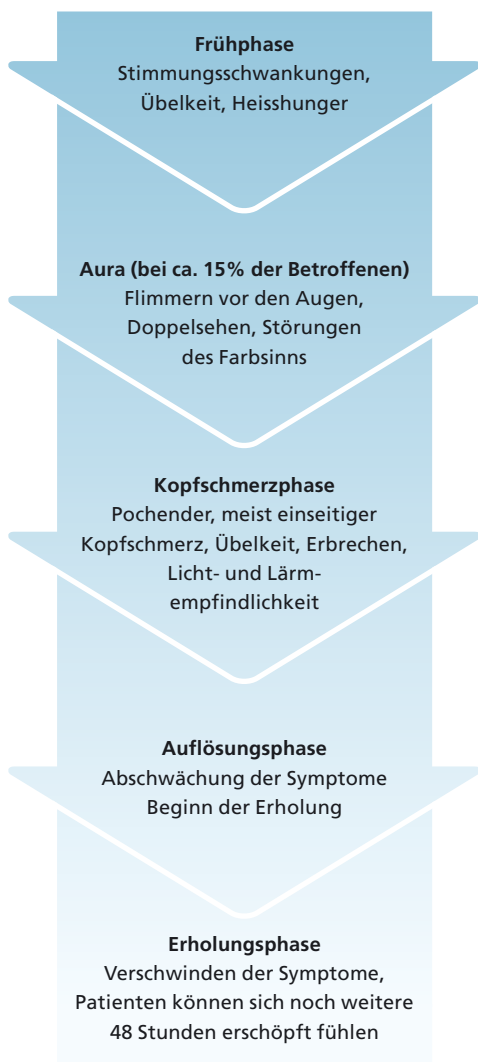 Frühphase
Stimmungsschwankungen,
Übelkeit, Heisshunger
Aura (bei ca. 15% der Betroffenen)
Flimmern vor den Augen,
Doppelsehen, Störungen
des Farbsinns
Kopfschmerzphase
Pochender, meist einseitiger
Kopfschmerz, Übelkeit, Erbrechen,
Licht- und Lärm-
empfindlichkeit
Auflösungsphase
Abschwächung der Symptome
Beginn der Erholung
Erholungsphase
Verschwinden der Symptome,
Patienten können sich noch weitere
48 Stunden erschöpft fühlen